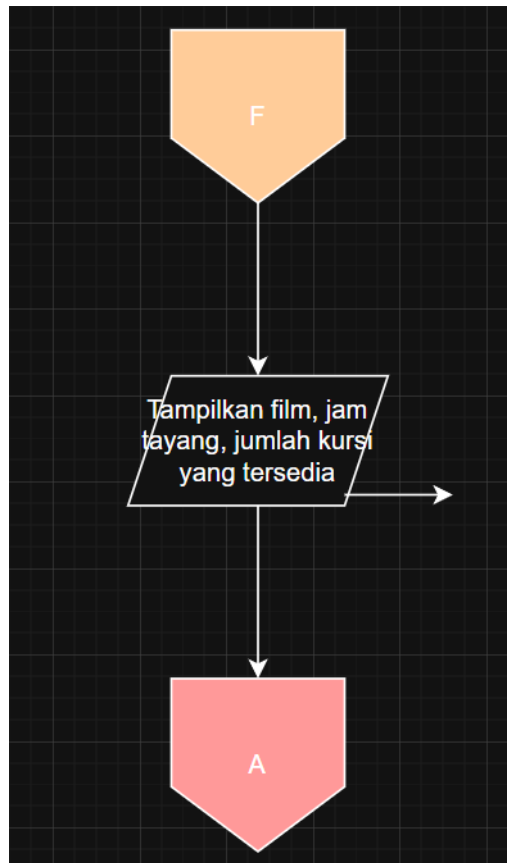 F
Tampilkan film, jam
tayang, jumlah kursi
yang tersedia
A